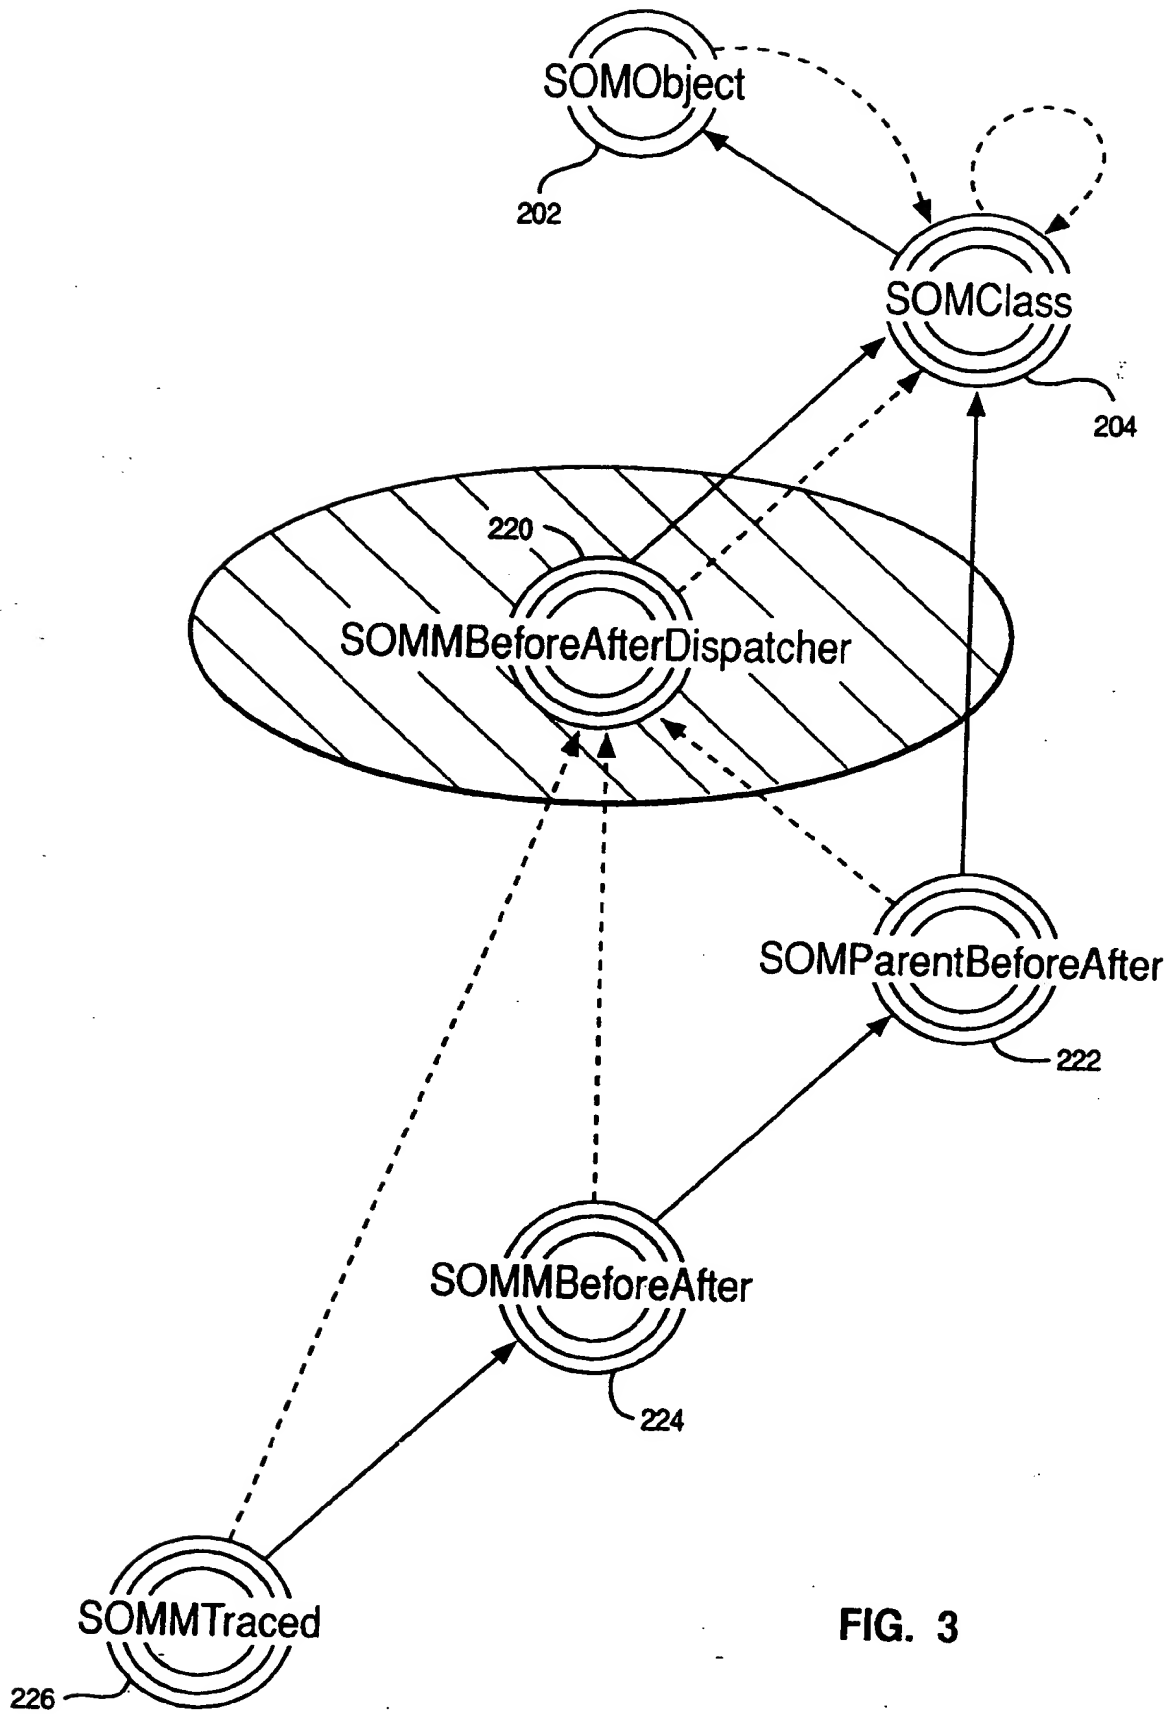 SOMObject
202
SOMClass
204
220
SOMMBeforeAfterDispatcher
SOMParentBeforeAfter
222
SOMMBeforeAfter
224
SOMMTraced
FIG. 3
226